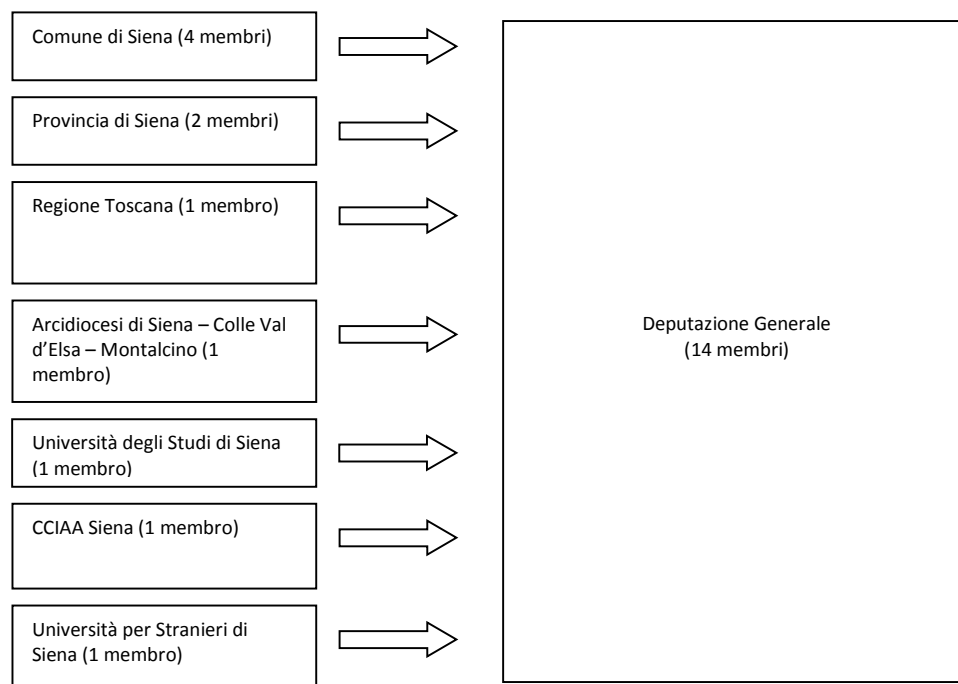 Comune di Siena (4 membri)
Provincia di Siena (2 membri)
Regione Toscana (1 membro)
Arcidiocesi di Siena – Colle Val
d’Elsa – Montalcino (1
membro)
Università degli Studi di Siena
(1 membro)
CCIAA Siena (1 membro)
Università per Stranieri di
Siena (1 membro)
Deputazione Generale
(14 membri)